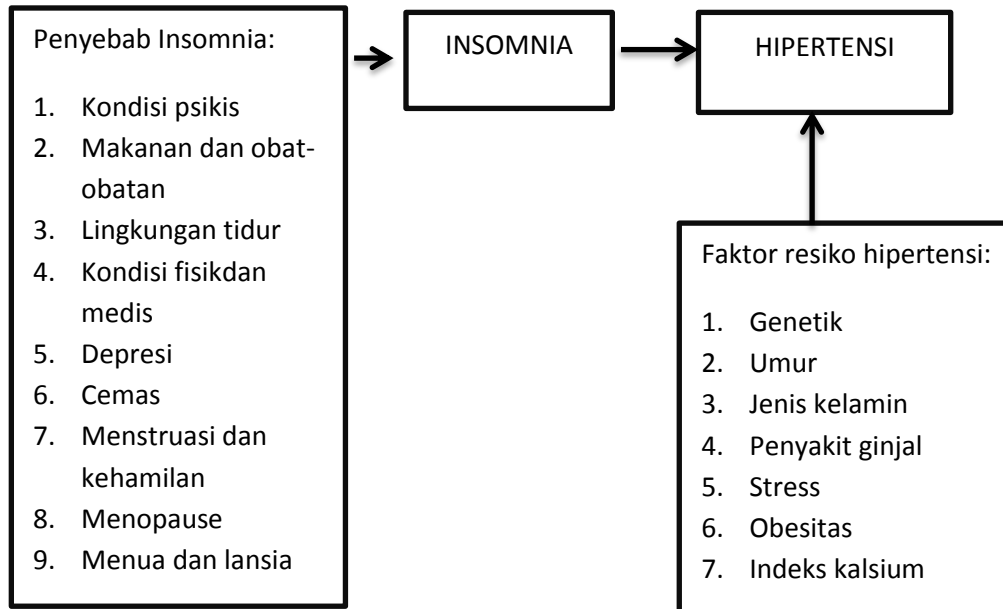 Penyebab Insomnia:
1. Kondisi psikis
2. Makanan dan obat-
obatan
3. Lingkungan tidur
4. Kondisi fisikdan
medis
5. Depresi
6. Cemas
7. Menstruasi dan
kehamilan
8. Menopause
9. Menua dan lansia
INSOMNIA
HIPERTENSI
Faktor resiko hipertensi:
1. Genetik
2. Umur
3. Jenis kelamin
4. Penyakit ginjal
5. Stress
6. Obesitas
7. Indeks kalsium